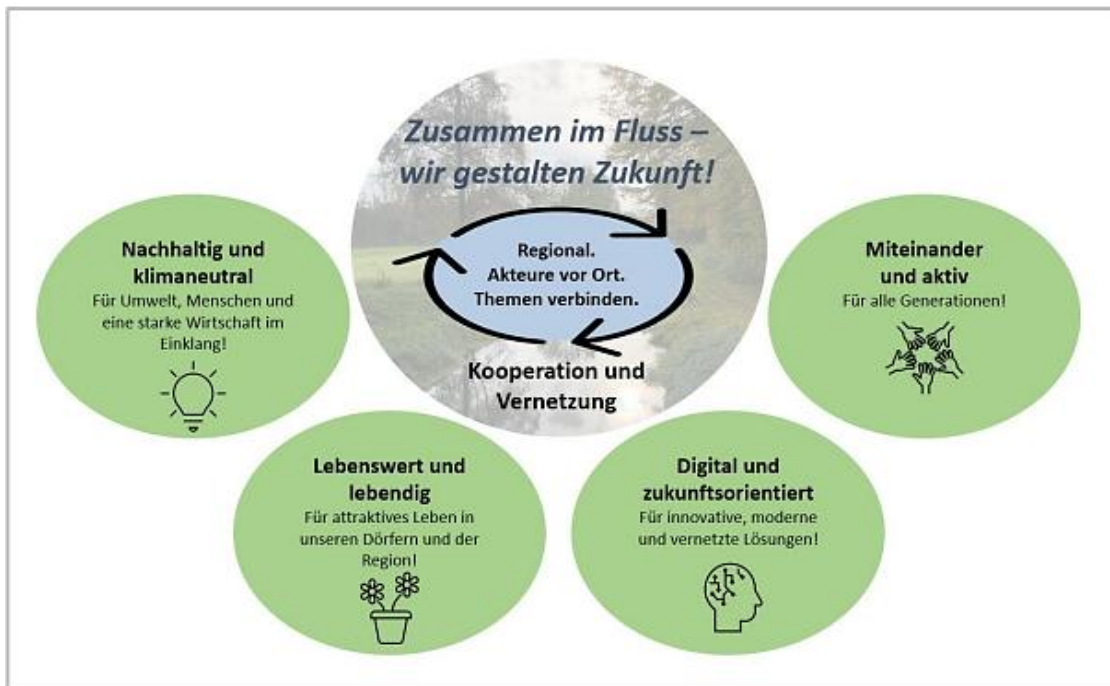 Zusammen im Fluss –
wir gestalten Zukunft!
Regional.
Akteure vor Ort.
Themen verbinden.
Kooperation und
Vernetzung
Nachhaltig und
klimaneutral
Für Umwelt, Menschen und
eine starke Wirtschaft im
Einklang!
Lebenswert und
lebendig
Für attraktives Leben in
unseren Dörfern und der
Region!
Digital und
zukunftsorientiert
Für innovative, moderne
und vernetzte Lösungen!
Miteinander
und aktiv
Für alle Generationen!